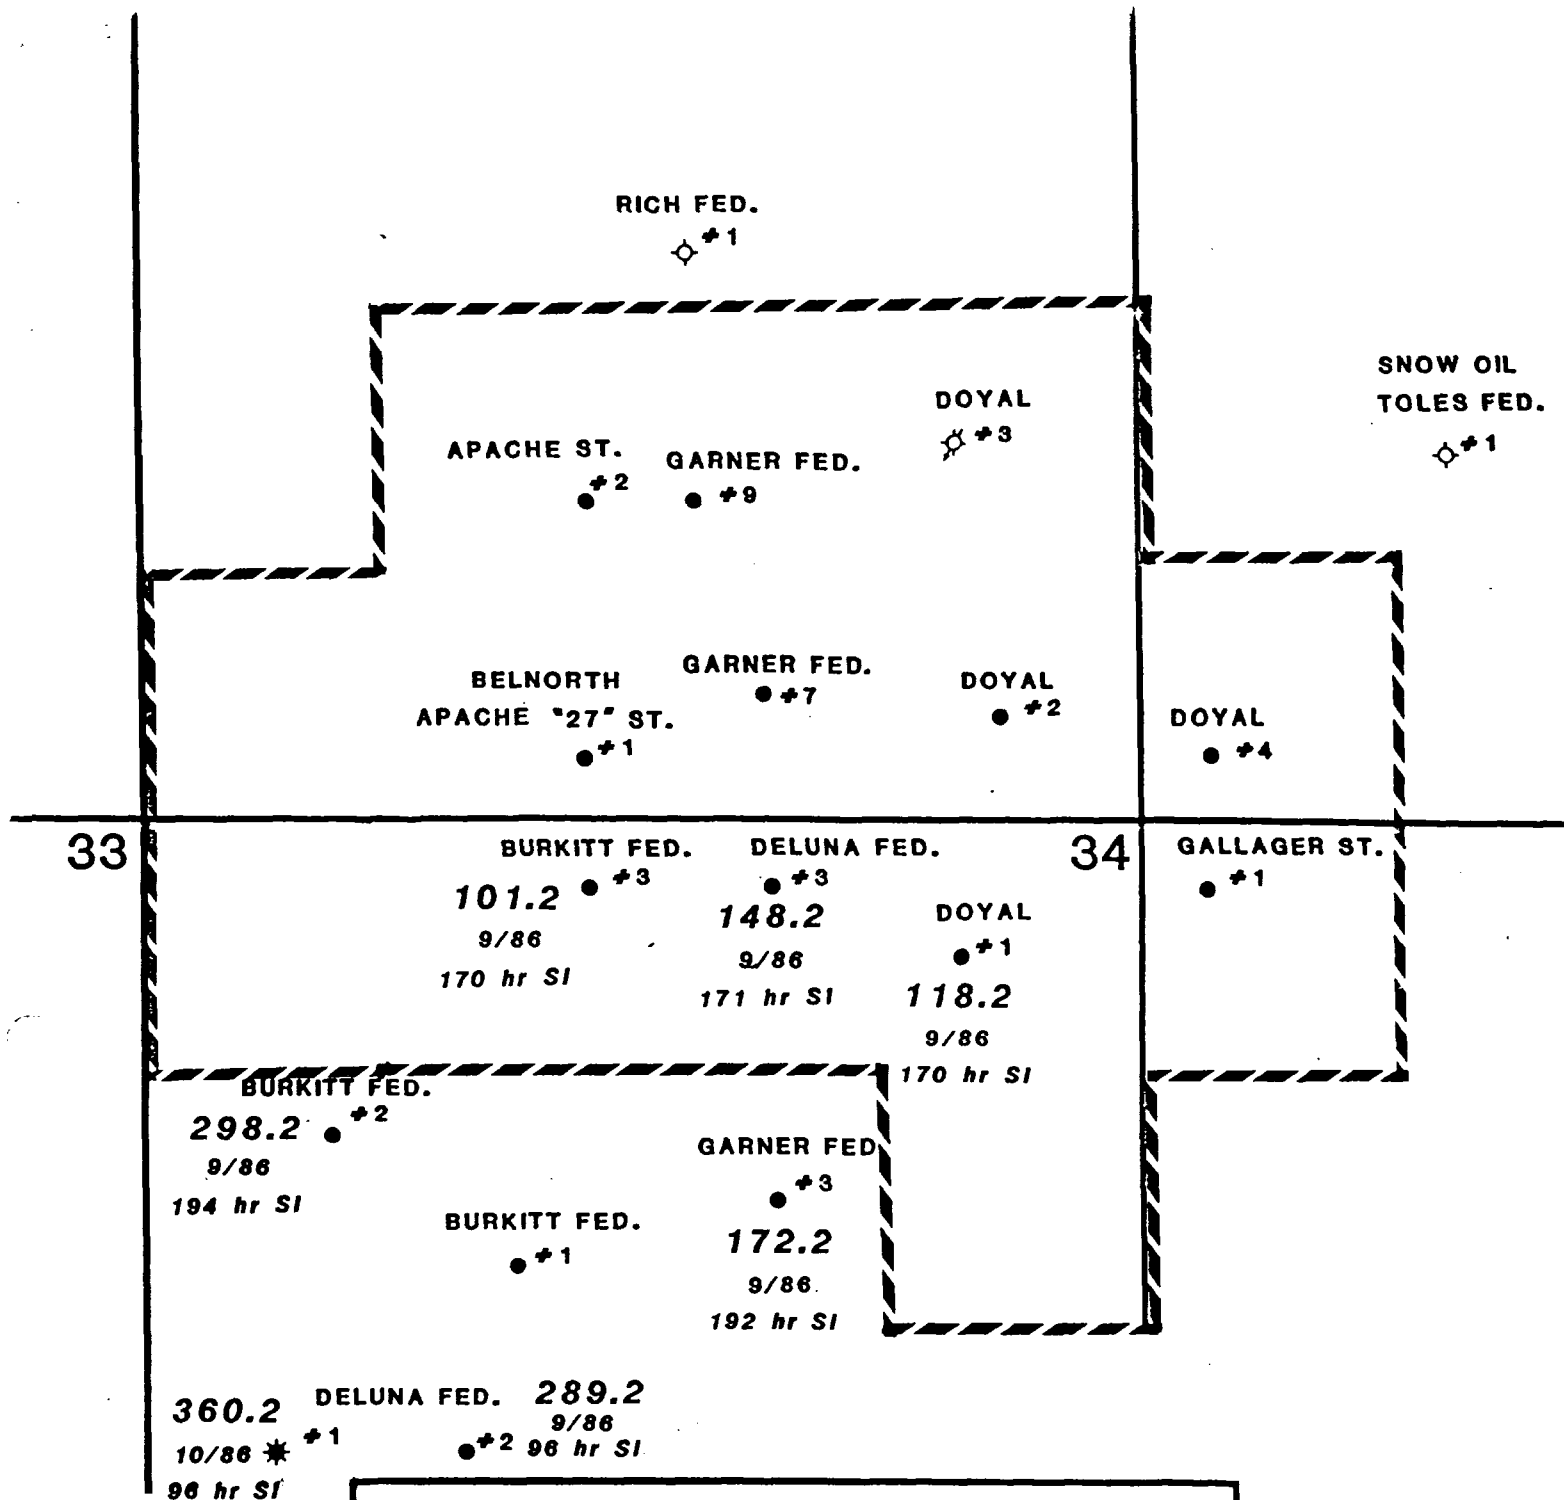 RICH FED.
#1
SNOW OIL
TOLES FED.
#1
DOYAL
#3
APACHE ST.
#2
GARNER FED.
#9
GARNER FED.
#7
BELNORTH
APACHE "27" ST.
#1
DOYAL
#2
DOYAL
#4
33
34
BURKITT FED.
#3
101.2
9/86
170 hr SI
DELUNA FED.
#3
148.2
9/86
171 hr SI
DOYAL
#1
118.2
9/86
170 hr SI
GALLAGER ST.
#1
BURKITT FED.
#2
298.2
9/86
194 hr SI
GARNER FED
#3
172.2
9/86
192 hr SI
BURKITT FED.
#1
DELUNA FED.
360.2
#1
10/86
96 hr SI
289.2
9/86
#2 96 hr SI